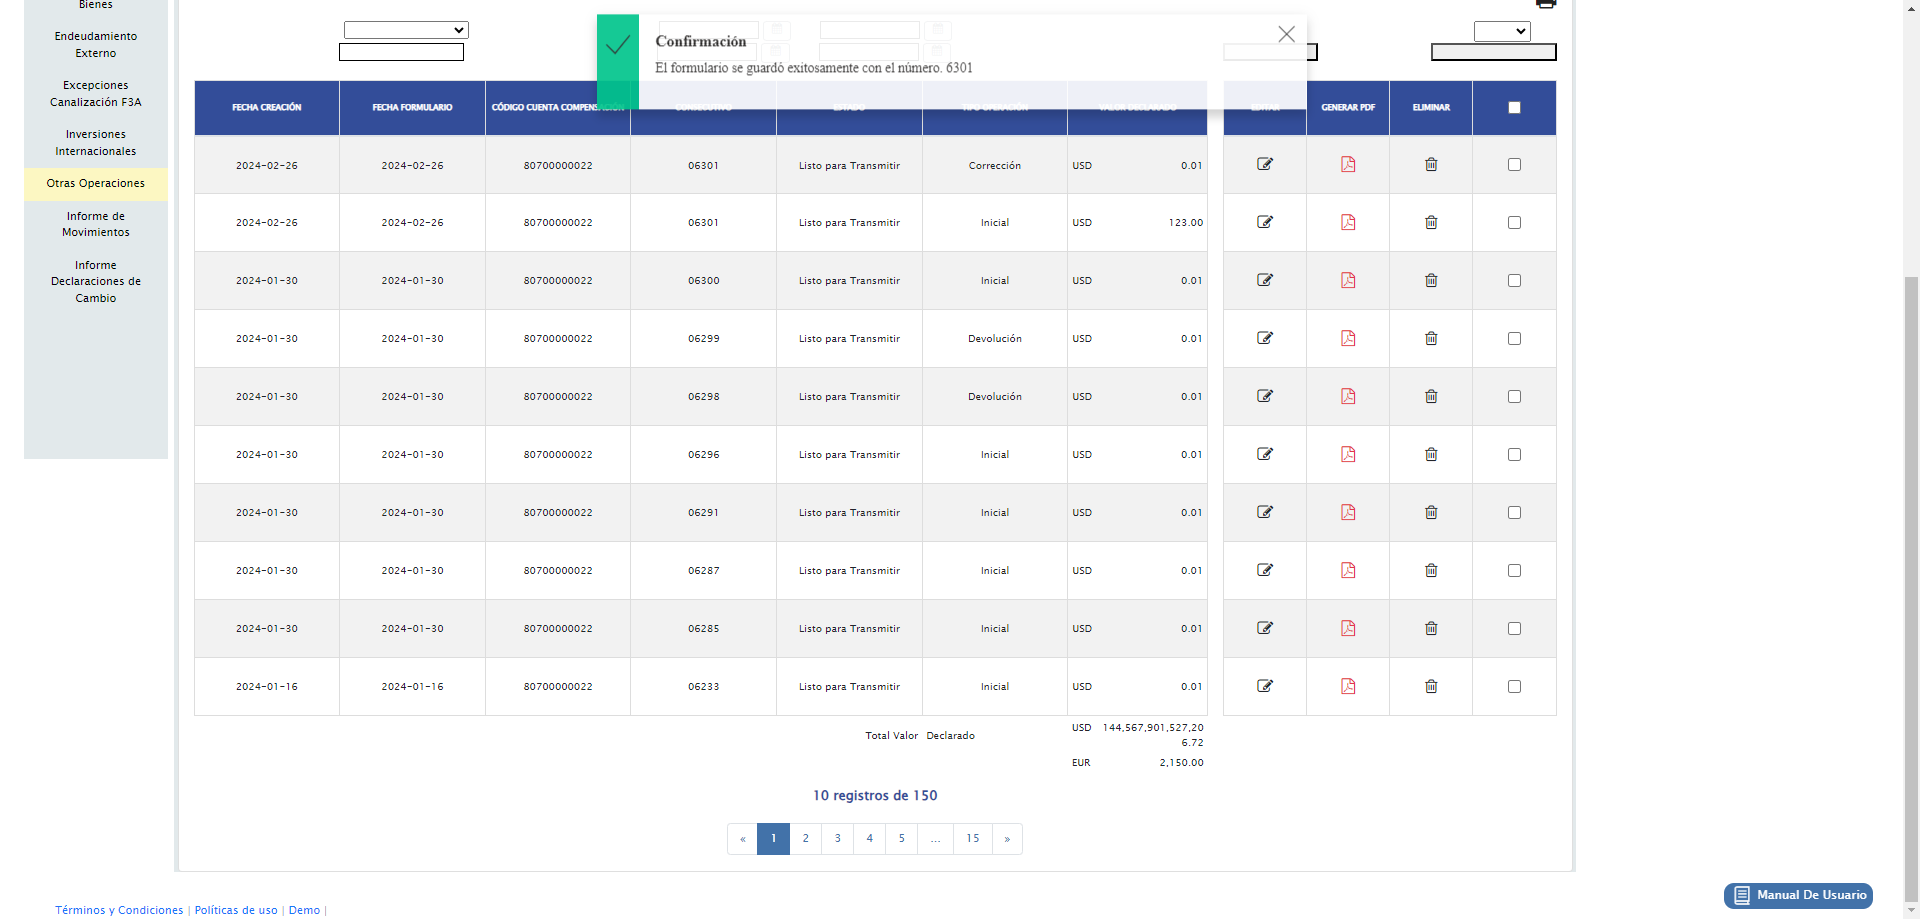 Bienes
Endeudamiento
Externo
Excepciones
Canalización F3A
Inversiones
Internacionales
Otras Operaciones
Informe de
Movimientos
Informe
Declaraciones de
Cambio
Confirmación
El formulario se guardó exitosamente con el número. 6301
FECHA CREACIÓN FECHA FORMULARIO CÓDIGO CUENTA COMPENSACIÓN CONSECUTIVO ESTADO TIPO OPERACIÓN VALOR DECLARADO EDITAR GENERAR PDF ELIMINAR
2024-02-26 2024-02-26 80700000022 06301 Listo para Transmitir Corrección USD 0.01
2024-02-26 2024-02-26 80700000022 06301 Listo para Transmitir Inicial USD 123.00
2024-01-30 2024-01-30 80700000022 06300 Listo para Transmitir Inicial USD 0.01
2024-01-30 2024-01-30 80700000022 06299 Listo para Transmitir Devolución USD 0.01
2024-01-30 2024-01-30 80700000022 06298 Listo para Transmitir Devolución USD 0.01
2024-01-30 2024-01-30 80700000022 06296 Listo para Transmitir Inicial USD 0.01
2024-01-30 2024-01-30 80700000022 06291 Listo para Transmitir Inicial USD 0.01
2024-01-30 2024-01-30 80700000022 06287 Listo para Transmitir Inicial USD 0.01
2024-01-30 2024-01-30 80700000022 06285 Listo para Transmitir Inicial USD 0.01
2024-01-16 2024-01-16 80700000022 06233 Listo para Transmitir Inicial USD 0.01
Total Valor Declarado USD 144,567,901,527,20
6.72
EUR 2,150.00
10 registros de 150
« 1 2 3 4 5 ... 15 »
Manual De Usuario
Términos y Condiciones | Políticas de uso | Demo |